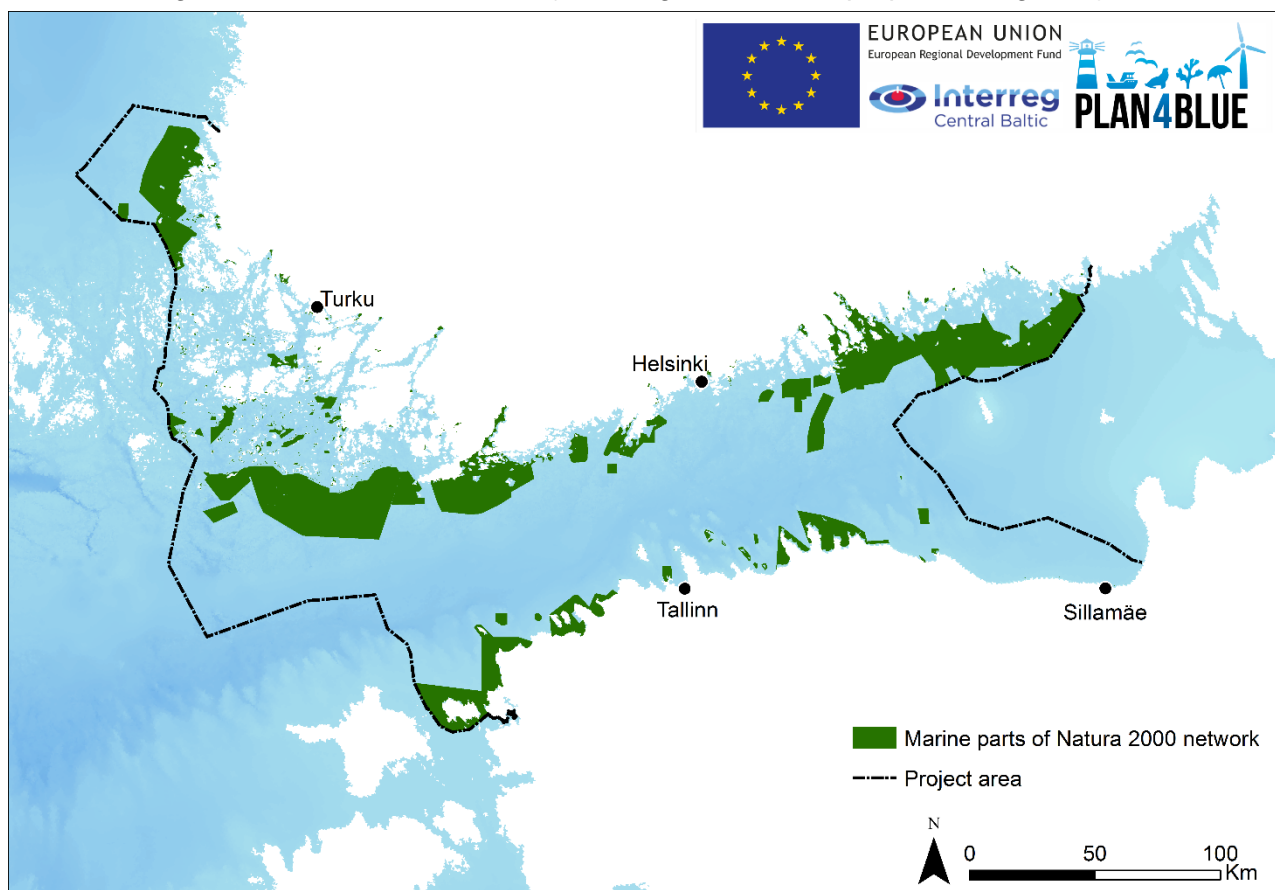 EUROPEAN UNION
European Regional Development Fund
Interreg
Central Baltic
PLAN4BLUE
Turku
Helsinki
Tallinn
Sillamäe
Marine parts of Natura 2000 network
Project area
N
0 50 100
Km